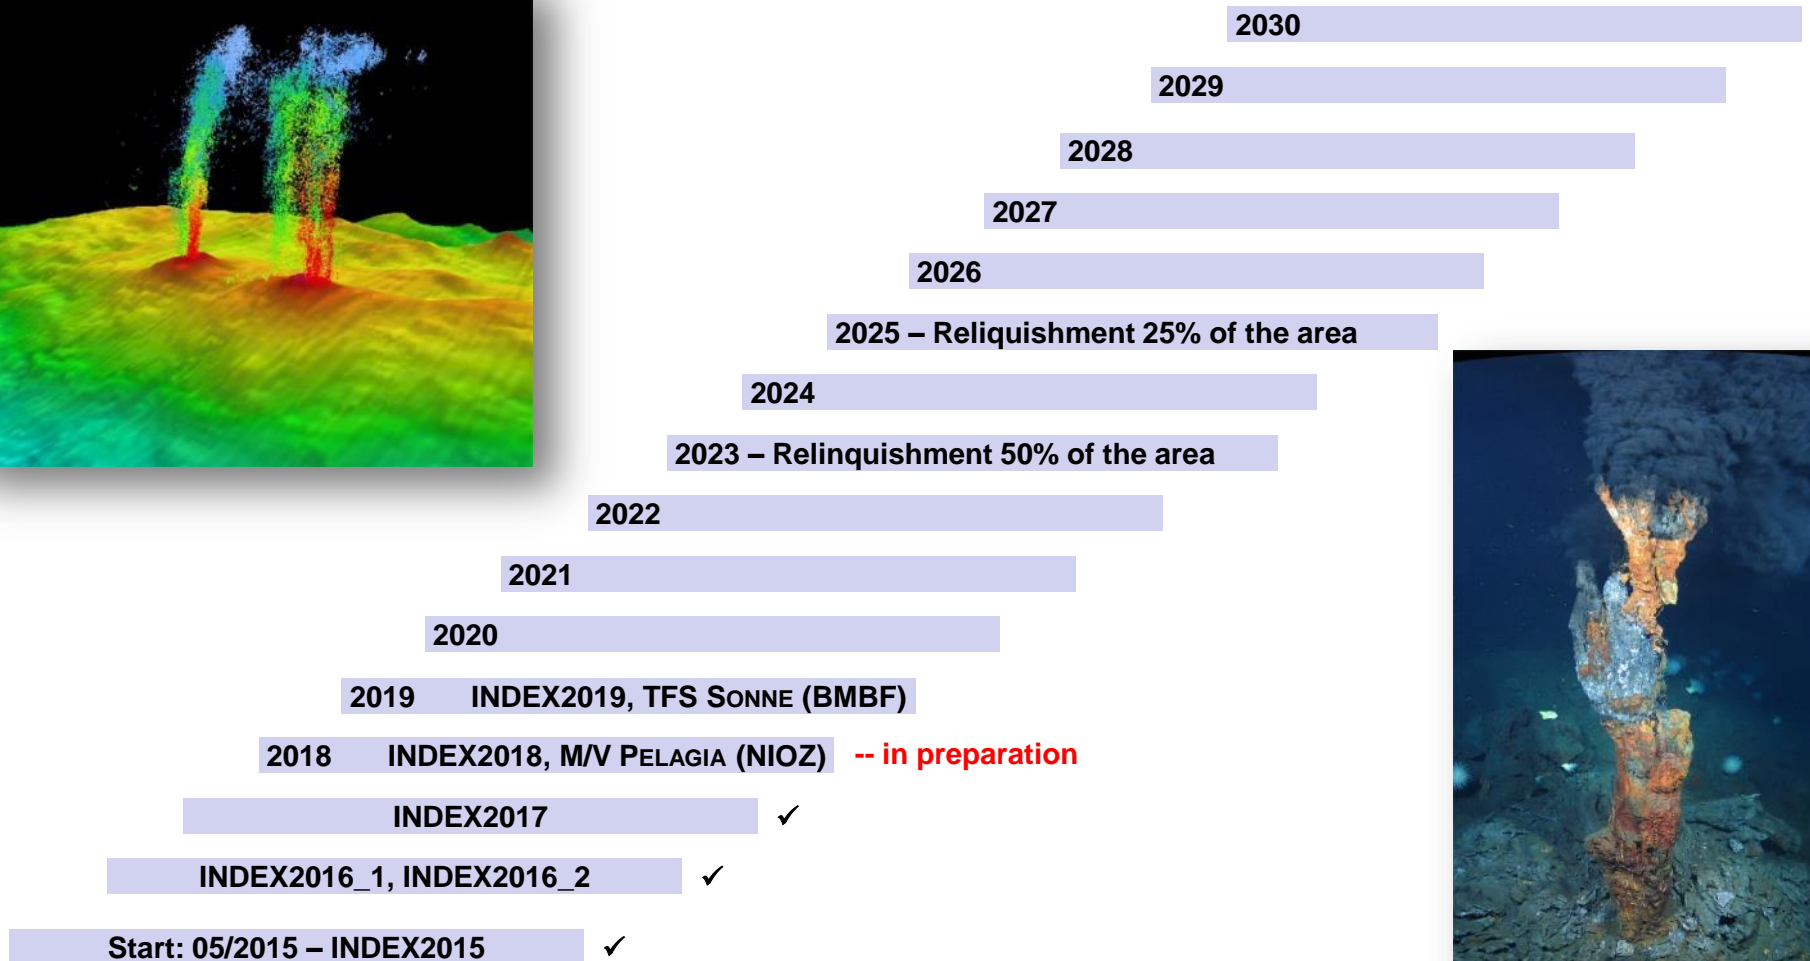 2030
2029
2028
2027
2026
2025 – Reliquishment 25% of the area
2024
2023 – Relinquishment 50% of the area
2022
2021
2020
2019 INDEX2019, TFS SONNE (BMBF)
2018 INDEX2018, M/V PELAGIA (NIOZ) -- in preparation
INDEX2017 ✓
INDEX2016_1, INDEX2016_2 ✓
Start: 05/2015 – INDEX2015 ✓